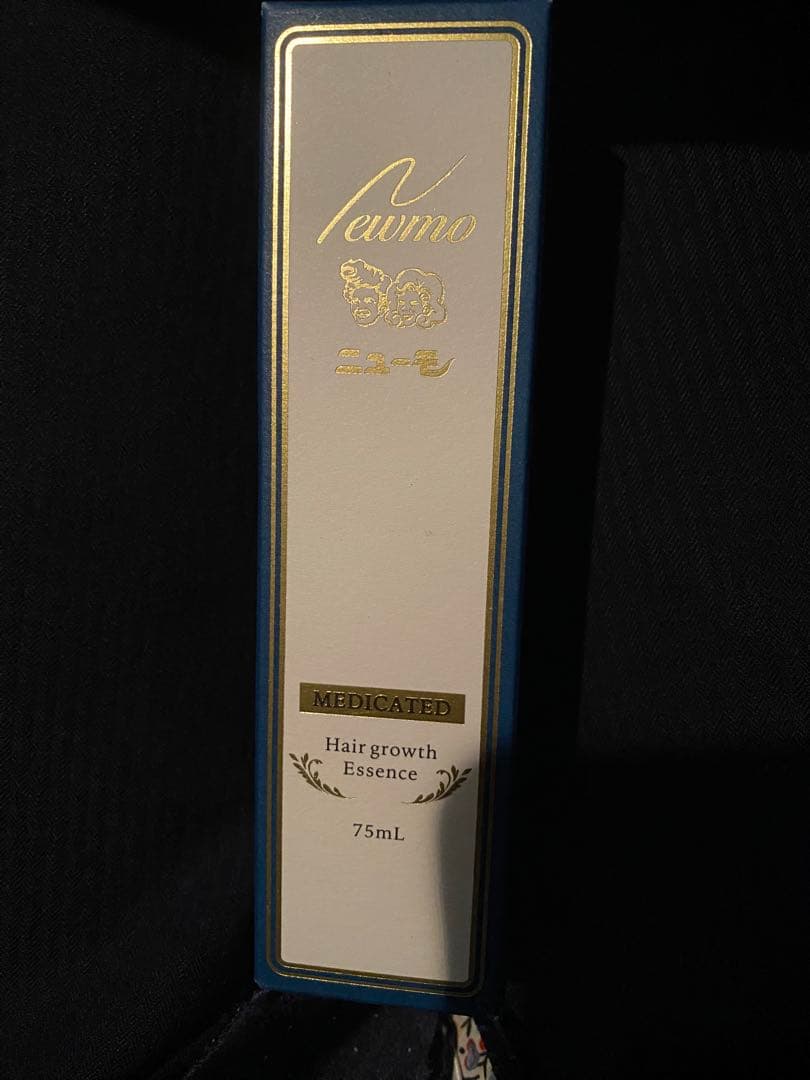 Newmo
ニューモ
MEDICATED
Hair growth
Essence
75mL